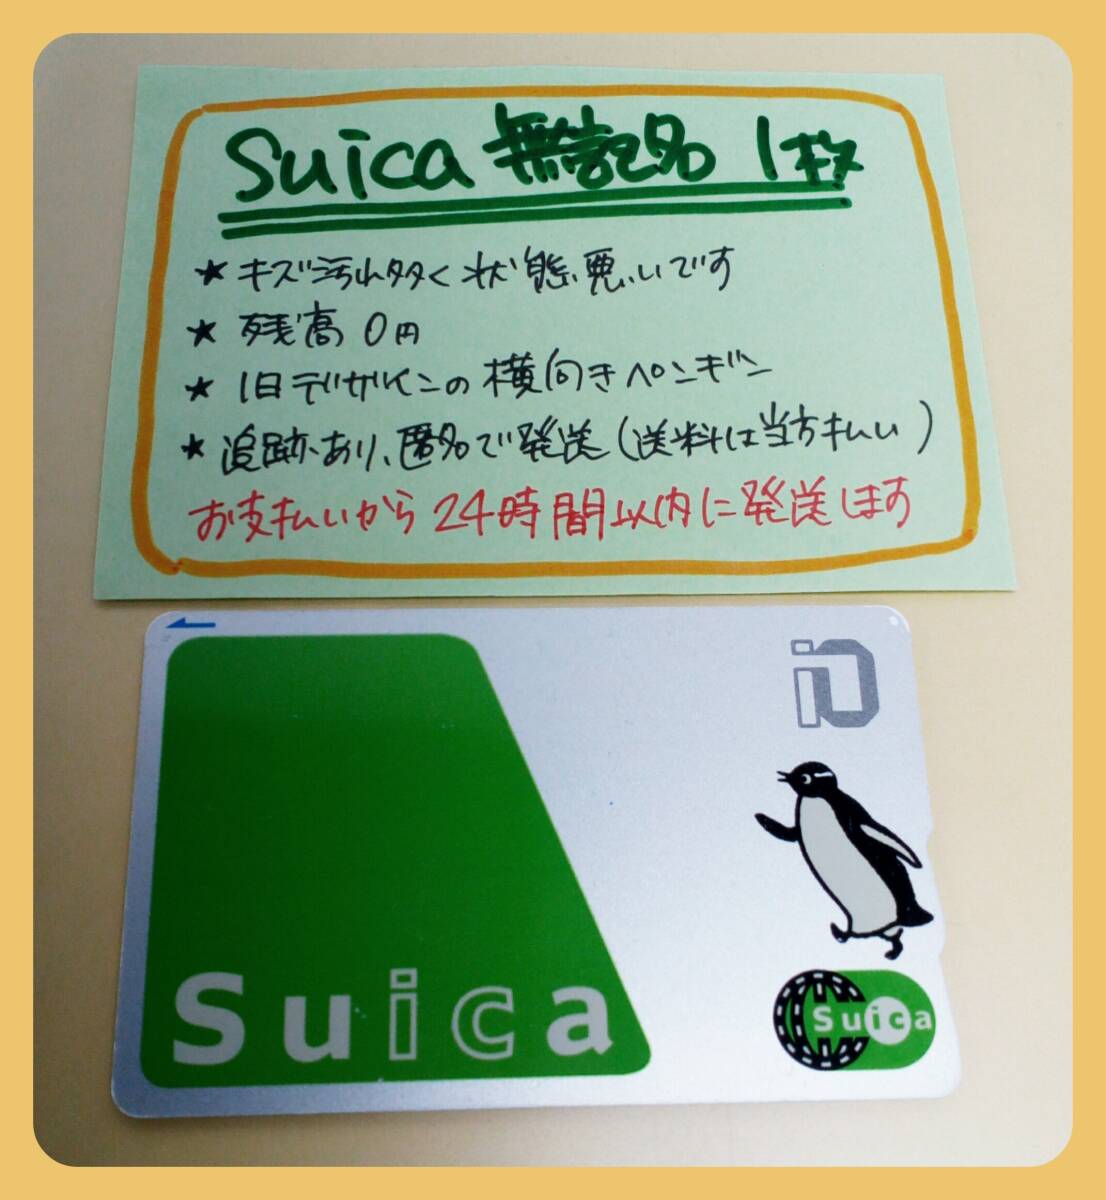 Suica 無記名 1枚
★ キズ汚れ多く状態悪いです
★ 残高 0円
★ 旧デザインの横向きペンギン
★ 追跡あり、匿名で発送(送料は当方払い)
お支払いから24時間以内に発送します
iO
Suica
Suica